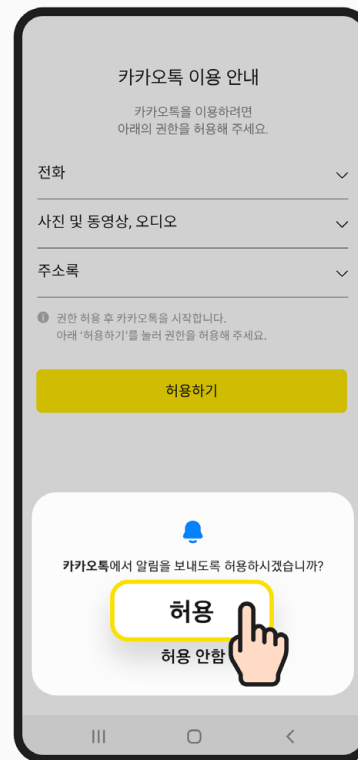 카카오톡 이용 안내
카카오톡을 이용하려면
아래의 권한을 허용해 주세요.
전화
사진 및 동영상, 오디오
주소록
권한 허용 후 카카오톡을 시작합니다.
아래 ‘허용하기’를 눌러 권한을 허용해 주세요.
허용하기
카카오톡에서 알림을 보내도록 허용하시겠습니까?
허용
허용 안함